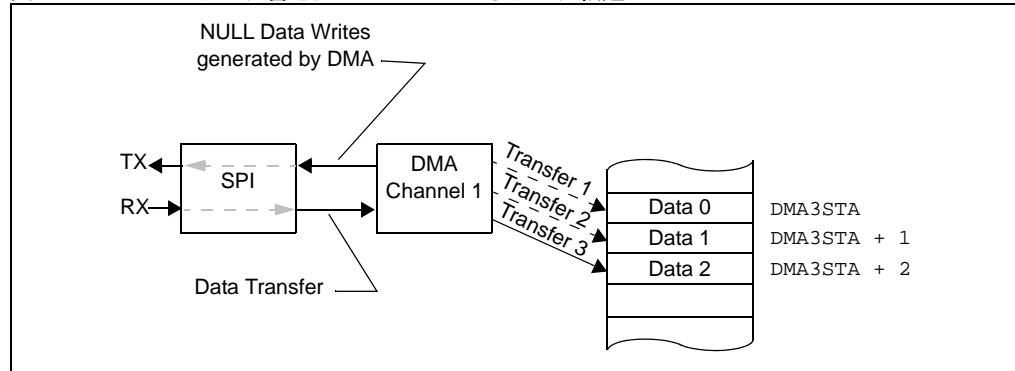 NULL Data Writes
generated by DMA
TX
RX
SPI
DMA
Channel 1
Transfer 1
Transfer 2
Transfer 3
Data 0
Data 1
Data 2
DMA3STA
DMA3STA + 1
DMA3STA + 2
Data Transfer